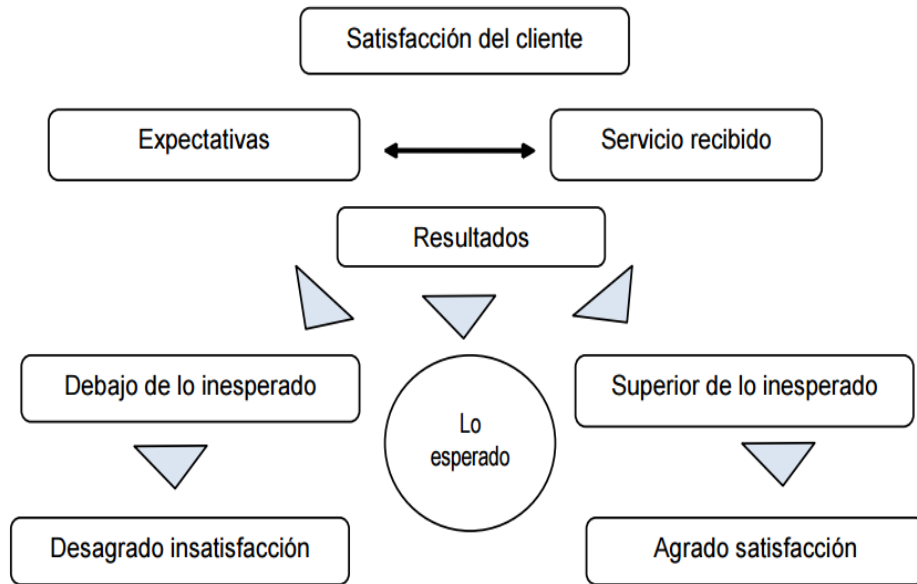 Satisfacción del cliente
Expectativas
Servicio recibido
Resultados
Debajo de lo inesperado
Lo
esperado
Superior de lo inesperado
Desagrado insatisfacción
Agrado satisfacción